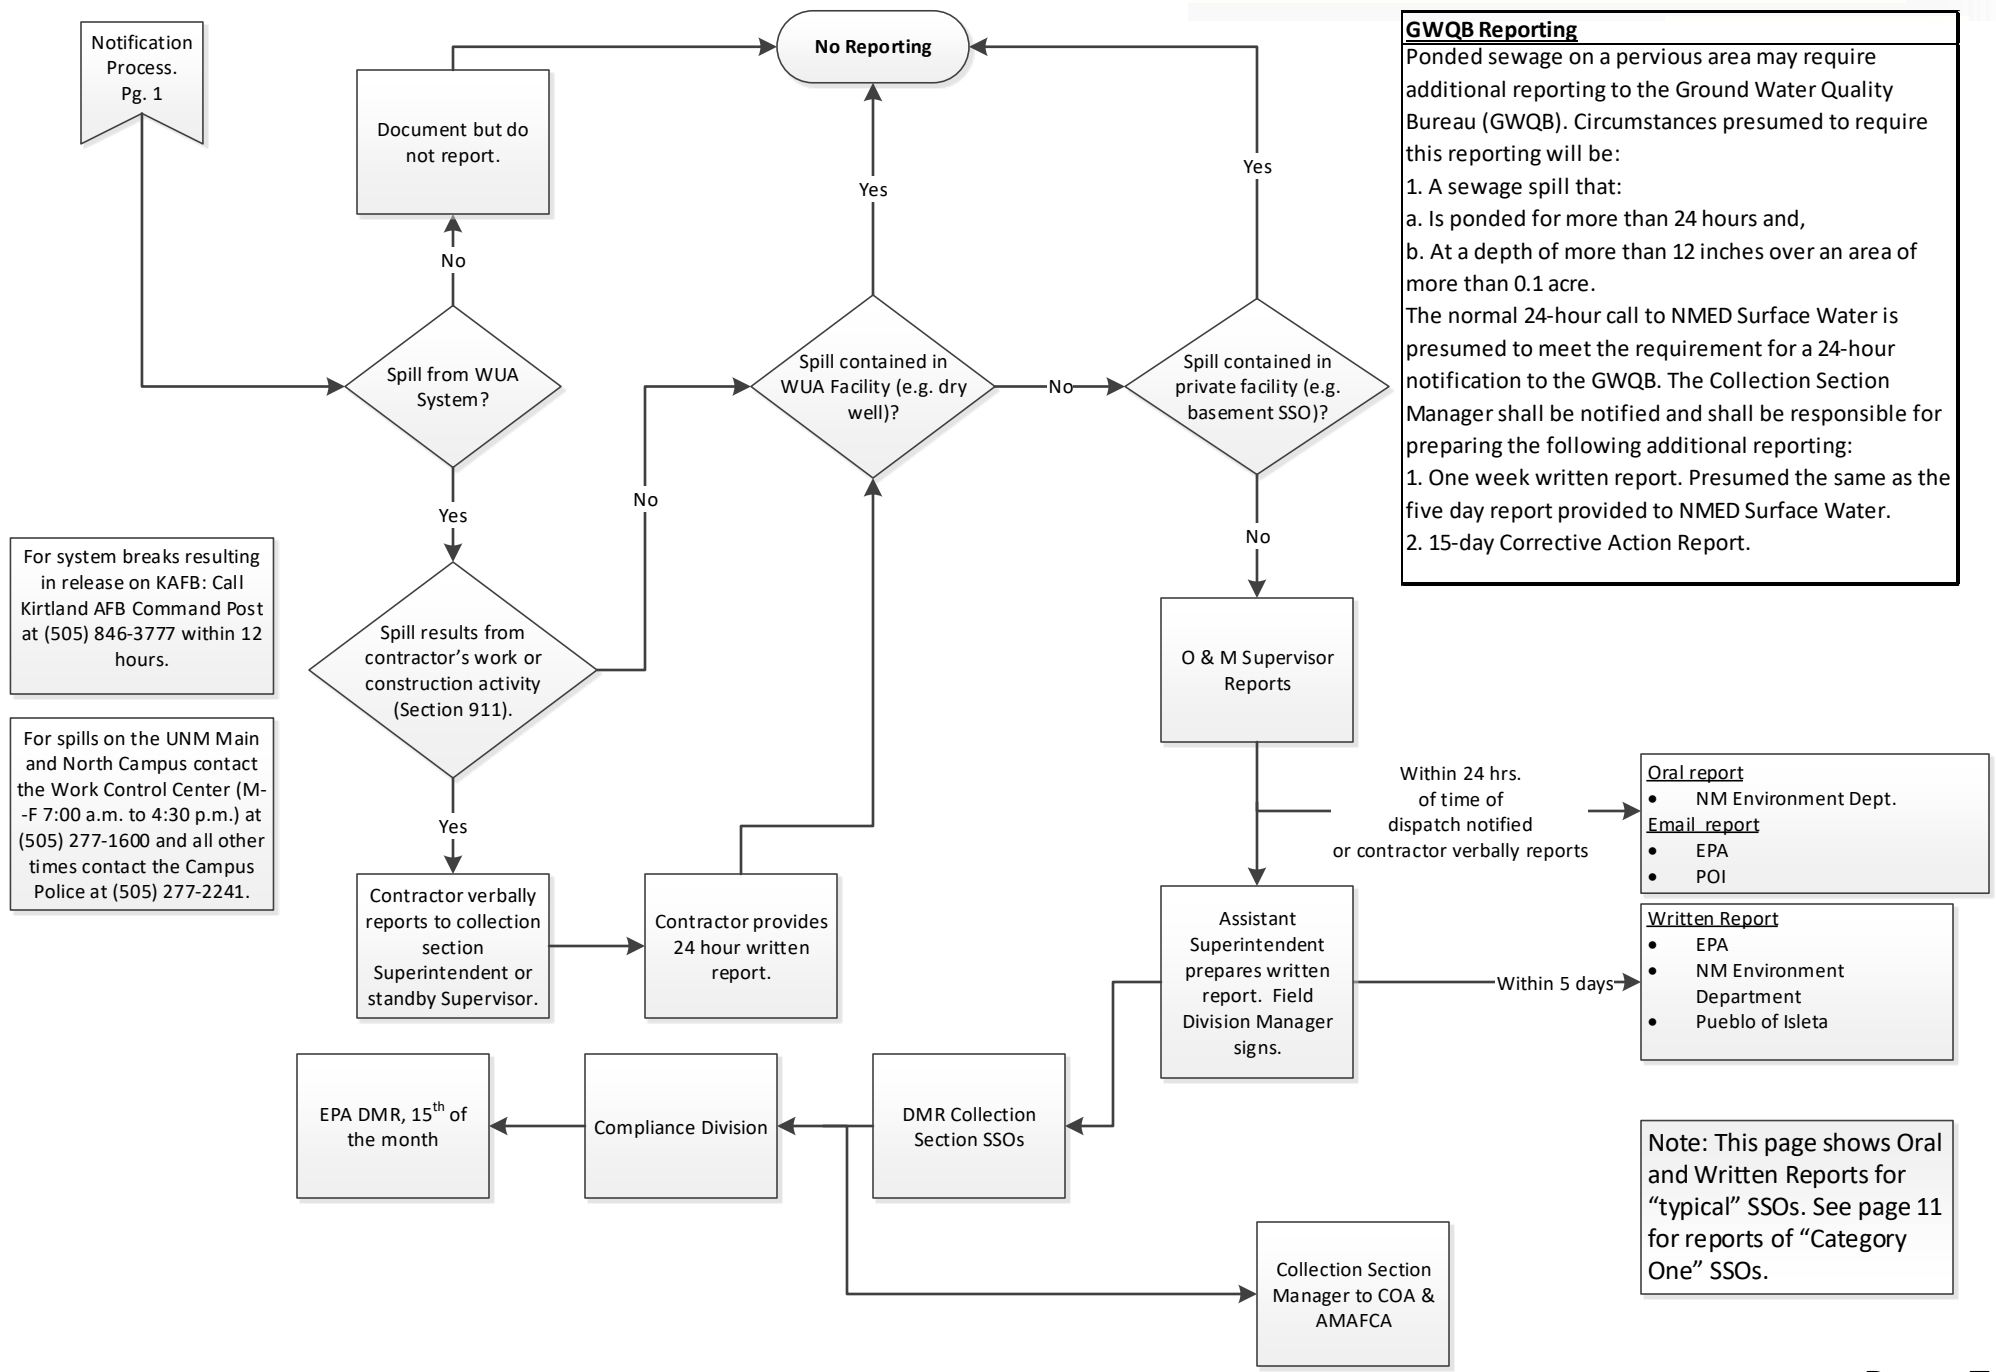 Notification
Process.
Pg. 1
Document but do
not report.
No Reporting
Yes
Yes
No
Spill from WUA
System?
Spill contained in
WUA Facility (e.g. dry
well)?
No
Spill contained in
private facility (e.g.
basement SSO)?
GWQB Reporting
Ponded sewage on a pervious area may require
additional reporting to the Ground Water Quality
Bureau (GWQB). Circumstances presumed to require
this reporting will be:
1. A sewage spill that:
a. Is ponded for more than 24 hours and,
b. At a depth of more than 12 inches over an area of
more than 0.1 acre.
The normal 24-hour call to NMED Surface Water is
presumed to meet the requirement for a 24-hour
notification to the GWQB. The Collection Section
Manager shall be notified and shall be responsible for
preparing the following additional reporting:
1. One week written report. Presumed the same as the
five day report provided to NMED Surface Water.
2. 15-day Corrective Action Report.
Yes
No
No
For system breaks resulting
in release on KAFB: Call
Kirtland AFB Command Post
at (505) 846-3777 within 12
hours.
Spill results from
contractor's work or
construction activity
(Section 911).
O & M Supervisor
Reports
For spills on the UNM Main
and North Campus contact
the Work Control Center (M-
-F 7:00 a.m. to 4:30 p.m.) at
(505) 277-1600 and all other
times contact the Campus
Police at (505) 277-2241.
Yes
Within 24 hrs.
of time of
dispatch notified
or contractor verbally reports
Oral report
• NM Environment Dept.
Email report
• EPA
• POI
Contractor verbally
reports to collection
section
Superintendent or
standby Supervisor.
Contractor provides
24 hour written
report.
Assistant
Superintendent
prepares written
report. Field
Division Manager
signs.
Within 5 days
Written Report
• EPA
• NM Environment
Department
• Pueblo of Isleta
EPA DMR, 15th of
the month
Compliance Division
DMR Collection
Section SSOs
Note: This page shows Oral
and Written Reports for
"typical" SSOs. See page 11
for reports of "Category
One" SSOs.
Collection Section
Manager to COA &
AMAFCA